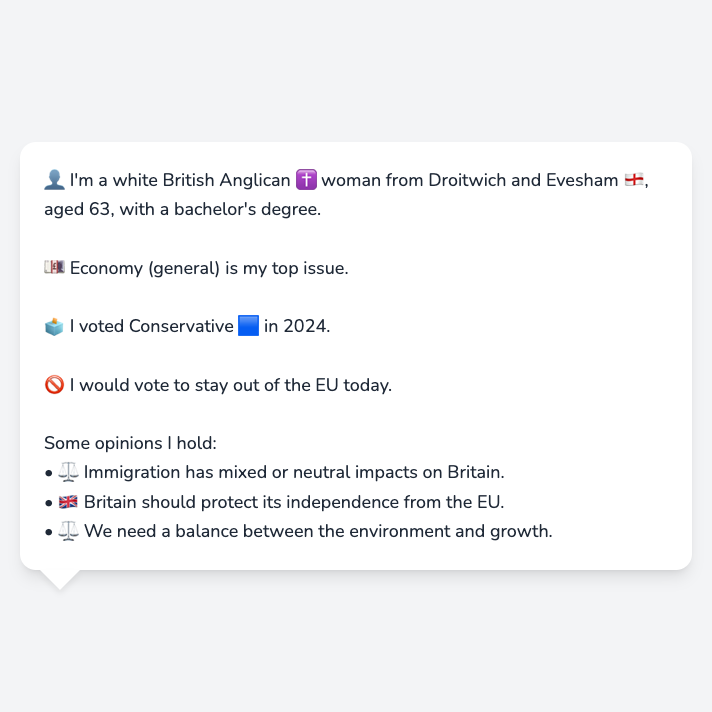 👤 I'm a white British Anglican ✝️ woman from Droitwich and Evesham 🏴󠁧󠁢󠁥󠁮󠁧󠁿,
aged 63, with a bachelor's degree.
💷 Economy (general) is my top issue.
🗳️ I voted Conservative 🟦 in 2024.
🚫 I would vote to stay out of the EU today.
Some opinions I hold:
• ⚖️ Immigration has mixed or neutral impacts on Britain.
• 🇬🇧 Britain should protect its independence from the EU.
• ⚖️ We need a balance between the environment and growth.